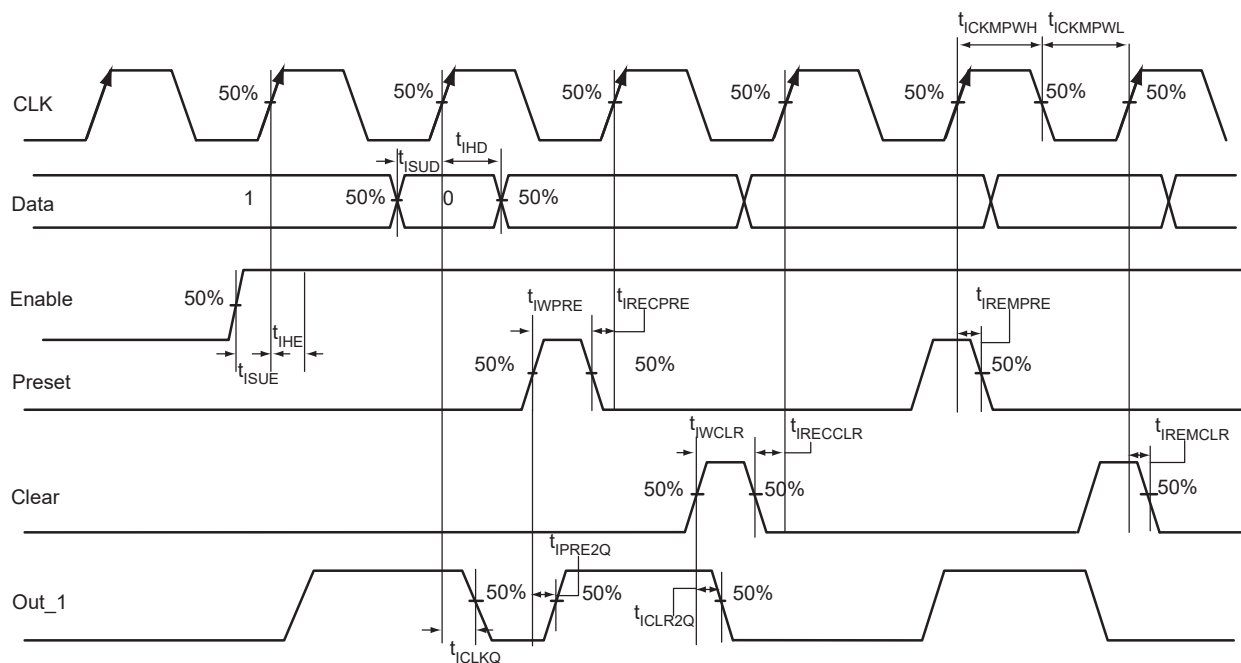 tICKMPWH tICKMPWL
CLK 50% 50% 50% 50% 50% 50% 50%
tISUD tIHD
Data 1 50% 0 50%
Enable 50% tIHE tISUE
tIWPRE tIRECPRE tIREMPRE
Preset 50% 50% 50%
tIWCLR tIRECCLR tIREMCLR
Clear 50% 50% 50%
tIPRE2Q
Out_1 50% 50% tICLR2Q 50%
tICLKQ